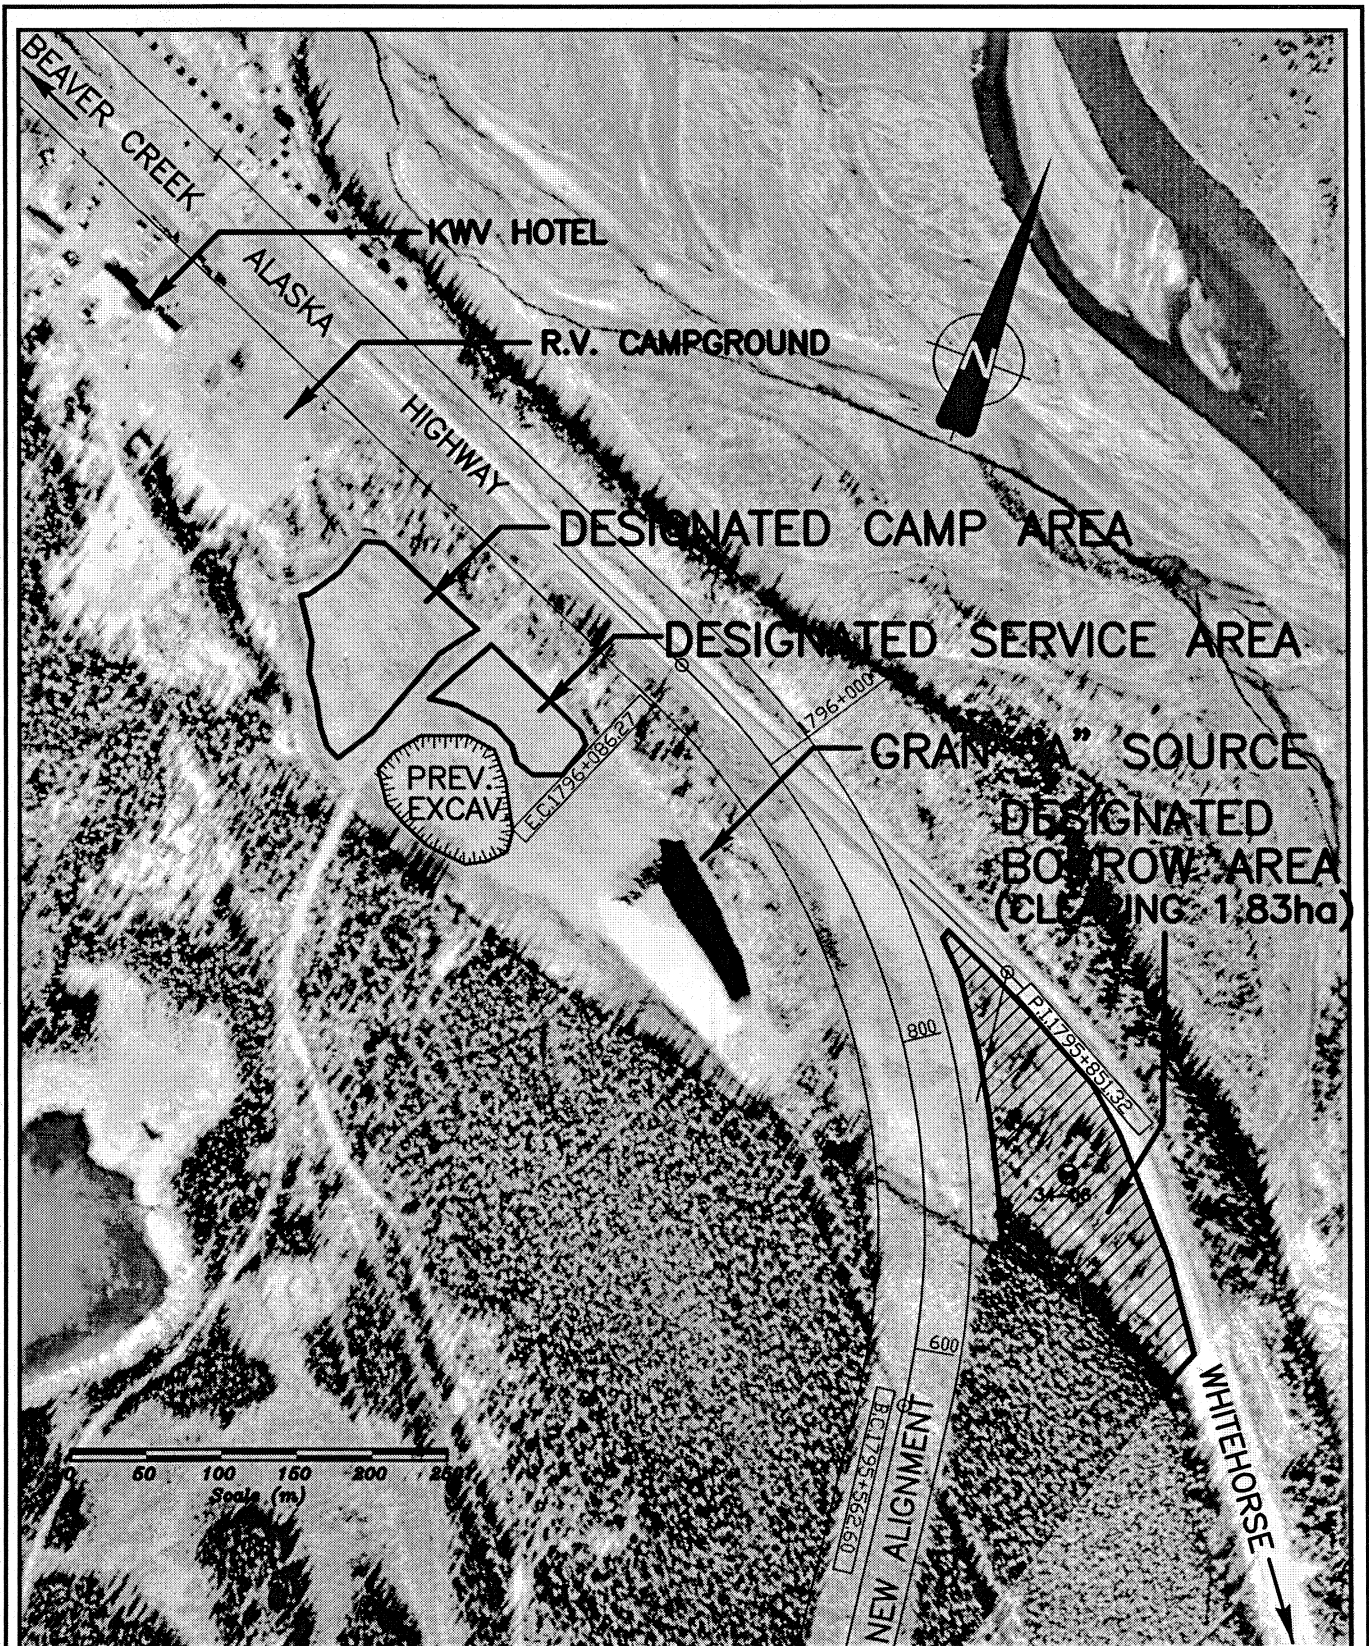 BEAVER CREEK
KWV HOTEL
ALASKA
R.V. CAMPGROUND
N
HIGHWAY
DESIGNATED CAMP AREA
DESIGNATED SERVICE AREA
1796+000
E.C.1796+086.27
GRAN "A" SOURCE
PREV.
EXCAV
DESIGNATED
BORROW AREA
(CLEARING 1.83ha)
P.I.1795+851.32
800
600
B.C.1795+562.60
NEW ALIGNMENT
WHITEHORSE
0 50 100 150 200 250
Scale (m)